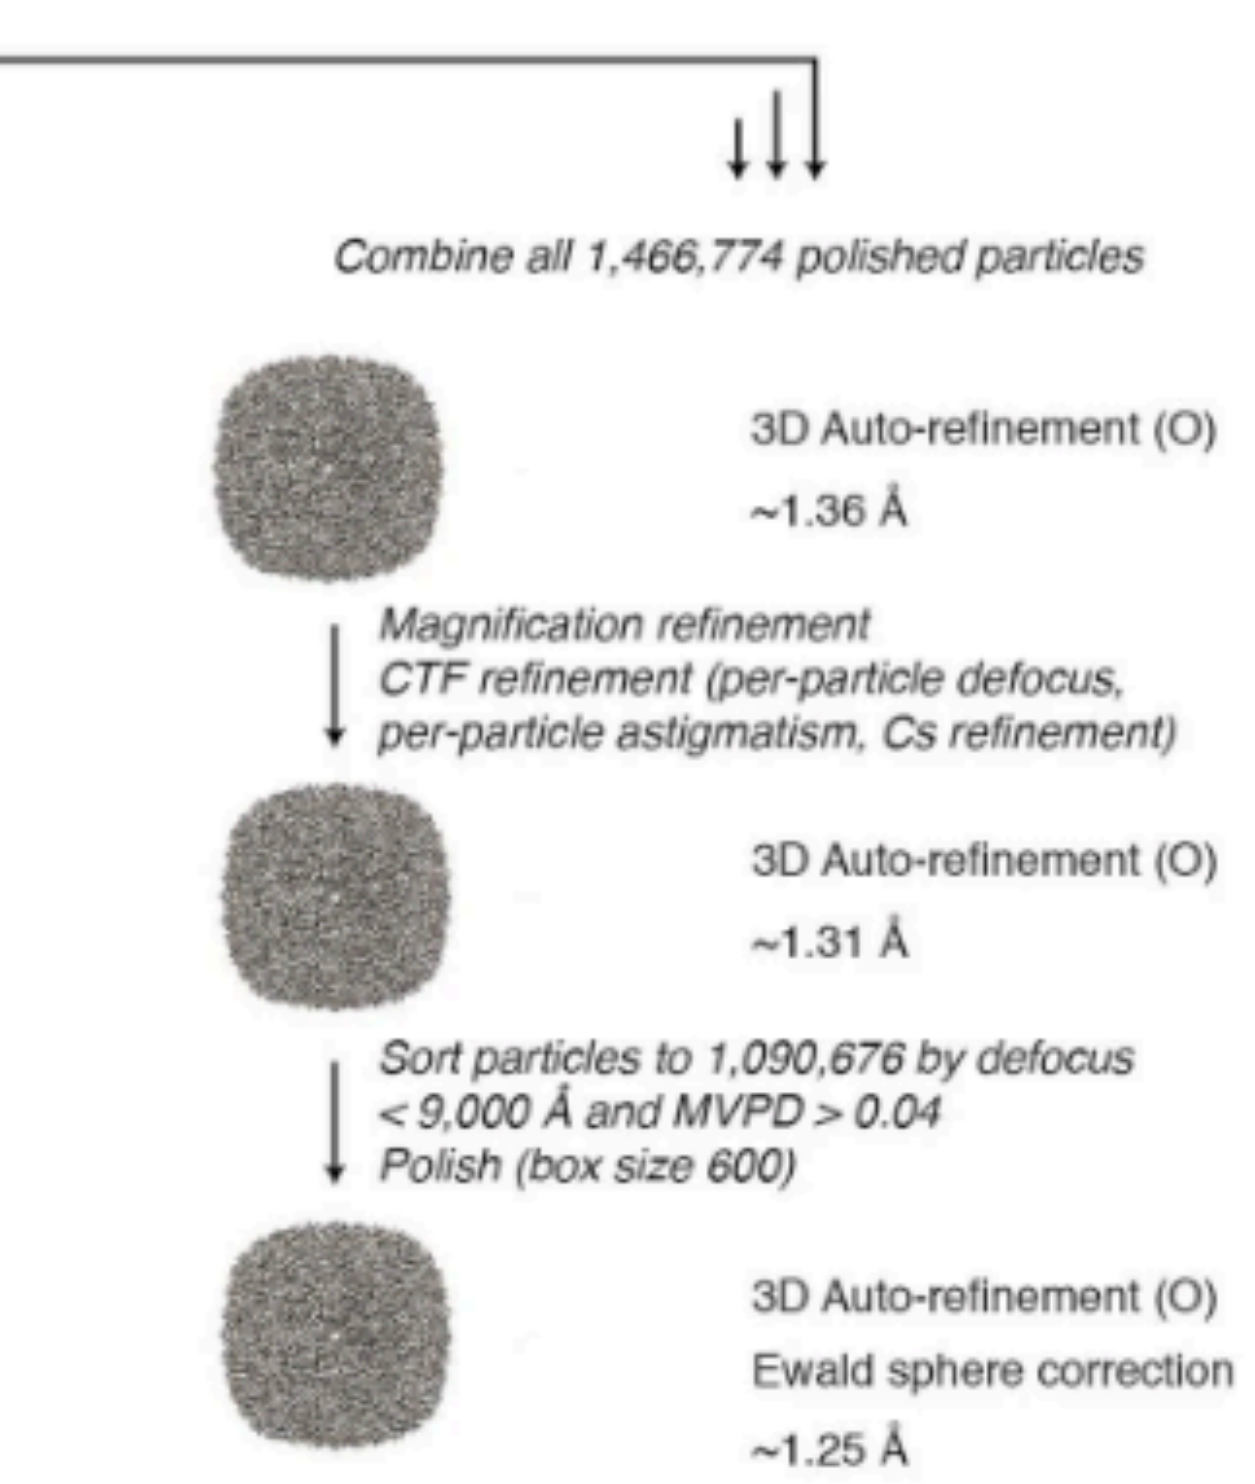 Combine all 1,466,774 polished particles
3D Auto-refinement (O)
~1.36 Å
Magnification refinement
CTF refinement (per-particle defocus,
per-particle astigmatism, Cs refinement)
3D Auto-refinement (O)
~1.31 Å
Sort particles to 1,090,676 by defocus
< 9,000 Å and MVPD > 0.04
Polish (box size 600)
3D Auto-refinement (O)
Ewald sphere correction
~1.25 Å